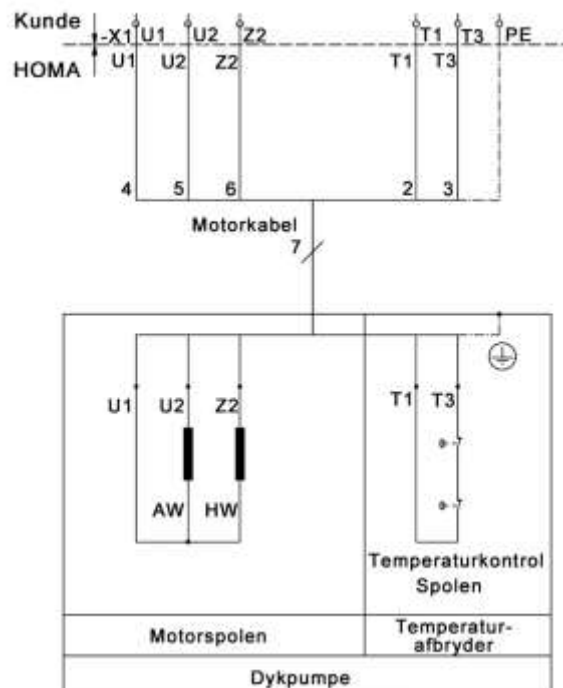 Kunde
-X1 U1 U2 Z2 T1 T3 PE
HOMA U1 U2 Z2 T1 T3
4 5 6 2 3
Motorkabel
7
U1 U2 Z2 T1 T3
AW HW
Temperaturkontrol
Spolen
Motorspolen
Temperatur-
afbryder
Dykpumpe